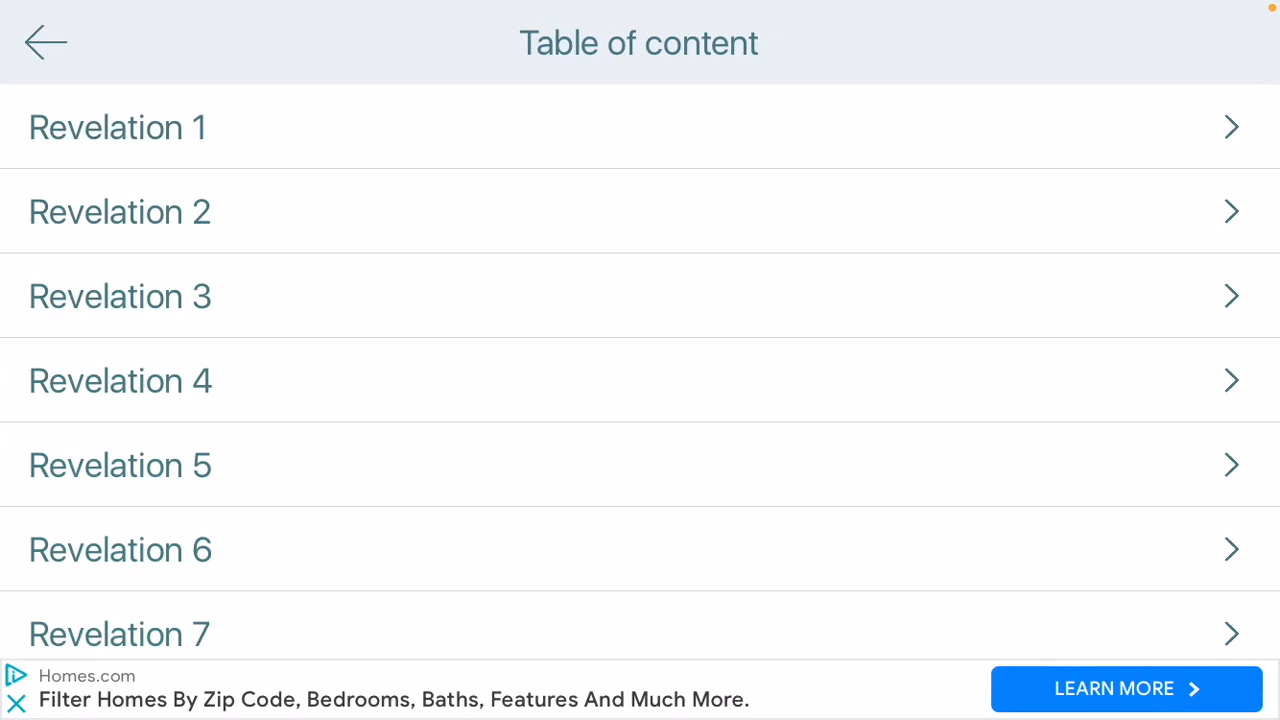 Table of content
Revelation 1
Revelation 2
Revelation 3
Revelation 4
Revelation 5
Revelation 6
Revelation 7
Homes.com
Filter Homes By Zip Code, Bedrooms, Baths, Features And Much More.
LEARN MORE